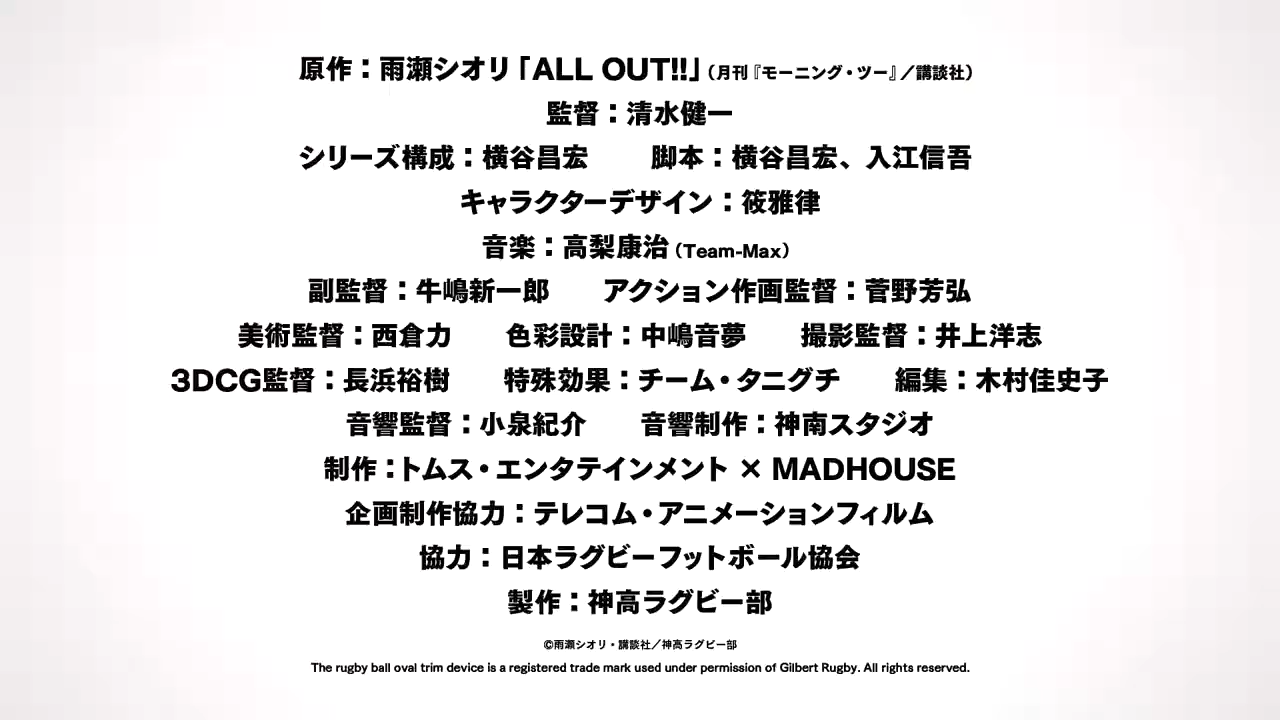 原作：雨瀬シオリ「ALL OUT!!」（月刊『モーニング・ツー』／講談社）
監督：清水健一
シリーズ構成：横谷昌宏　脚本：横谷昌宏、入江信吾
キャラクターデザイン：筱雅律
音楽：高梨康治（Team-Max）
副監督：牛嶋新一郎　アクション作画監督：菅野芳弘
美術監督：西倉力　色彩設計：中嶋音夢　撮影監督：井上洋志
3DCG監督：長浜裕樹　特殊効果：チーム・タニグチ　編集：木村佳史子
音響監督：小泉紀介　音響制作：神南スタジオ
制作：トムス・エンタテインメント × MADHOUSE
企画制作協力：テレコム・アニメーションフィルム
協力：日本ラグビーフットボール協会
製作：神高ラグビー部
©雨瀬シオリ・講談社／神高ラグビー部
The rugby ball oval trim device is a registered trade mark used under permission of Gilbert Rugby. All rights reserved.